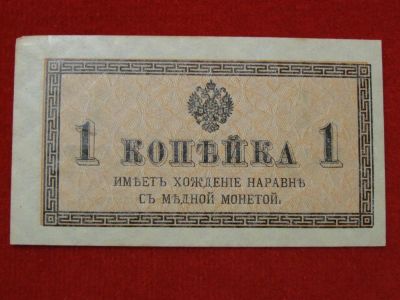 1 КОПѢЙКА 1
ИМѢЕТЪ ХОЖДЕНІЕ НАРАВНѢ
СЪ МѢДНОЙ МОНЕТОЙ.